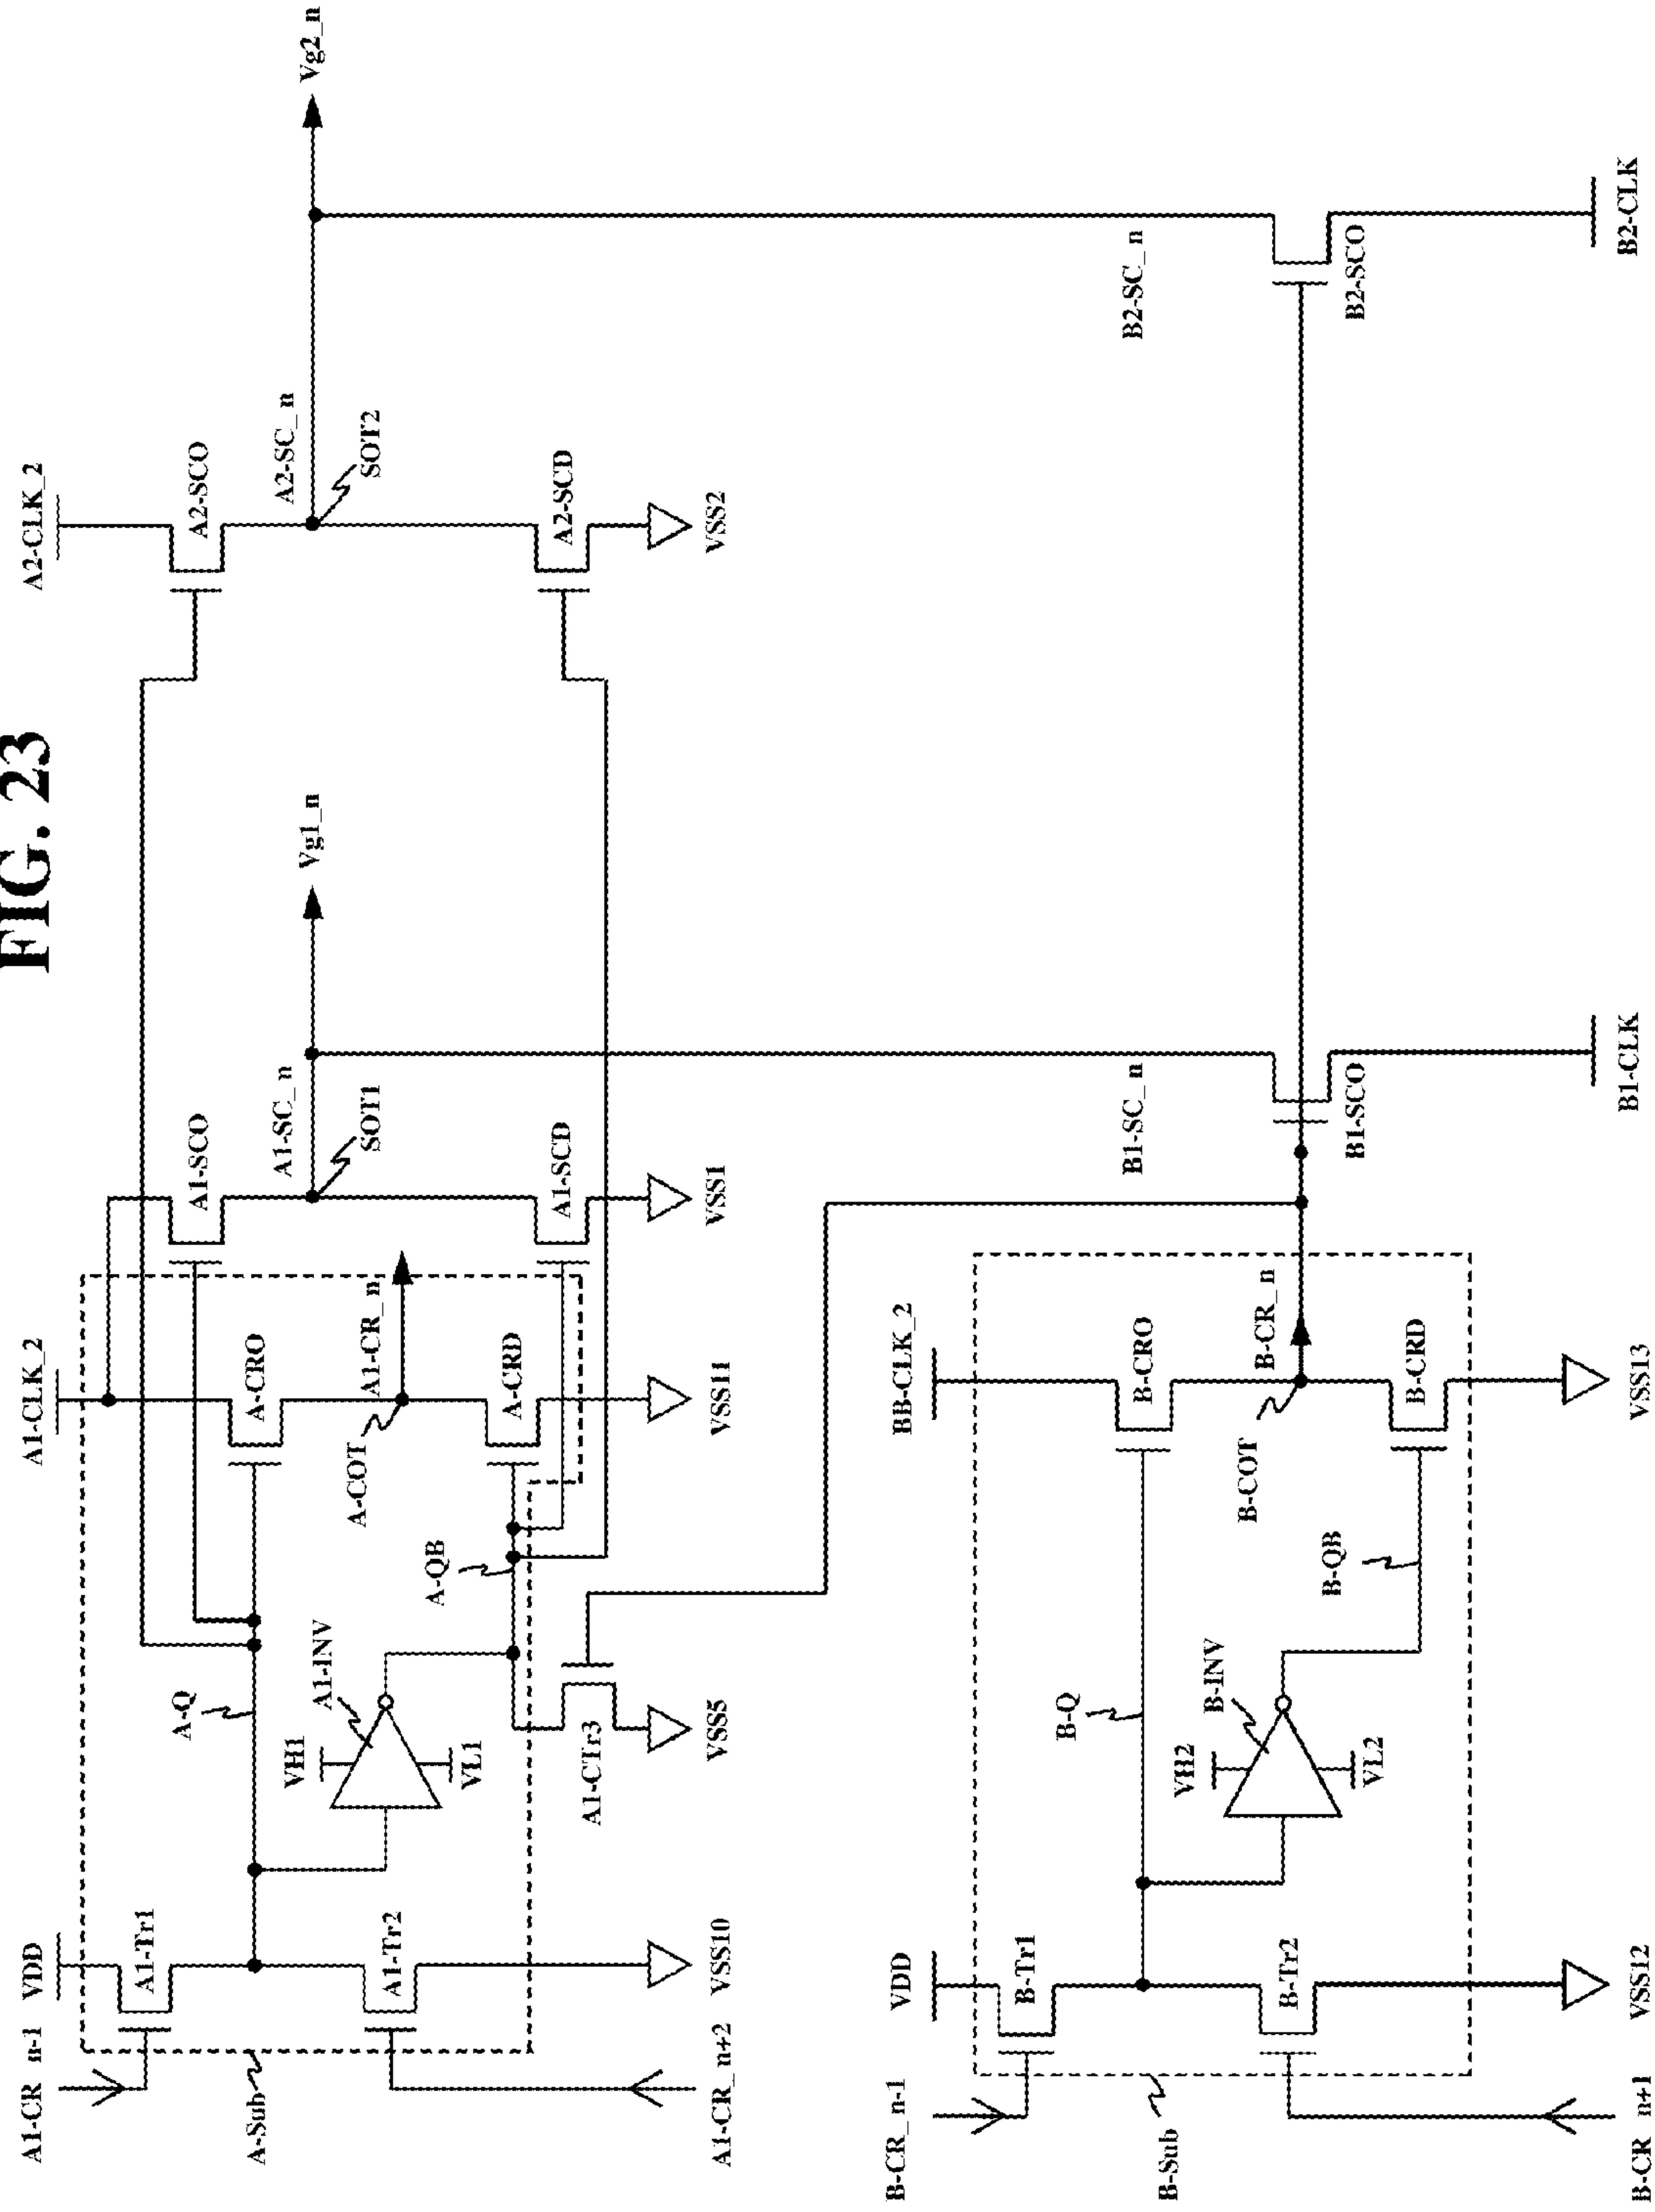 FIG. 23
A1-CLK_2
A2-CLK_2
VDD
A1-CR_n-1
A1-Tr1
A1-Tr2
A1-CR_n+2
VSS10
A-Sub
A-Q
VH1
A1-INV
VL1
A-QB
A1-CTr3
VSS5
A-CRO
A-COT
A1-CR_n
A-CRD
VSS11
A1-SCO
A1-SC_n
SOT1
A1-SCD
VSS1
Vg1_n
A2-SCO
A2-SC_n
SOT2
A2-SCD
VSS2
Vg2_n
VDD
B-CR_n-1
B-Tr1
B-Tr2
B-CR_n+1
VSS12
B-Sub
B-Q
VH2
B-INV
VL2
B-QB
BB-CLK_2
B-CRO
B-COT
B-CR_n
B-CRD
VSS13
B1-SC_n
B1-SCO
B1-CLK
B2-SC_n
B2-SCO
B2-CLK